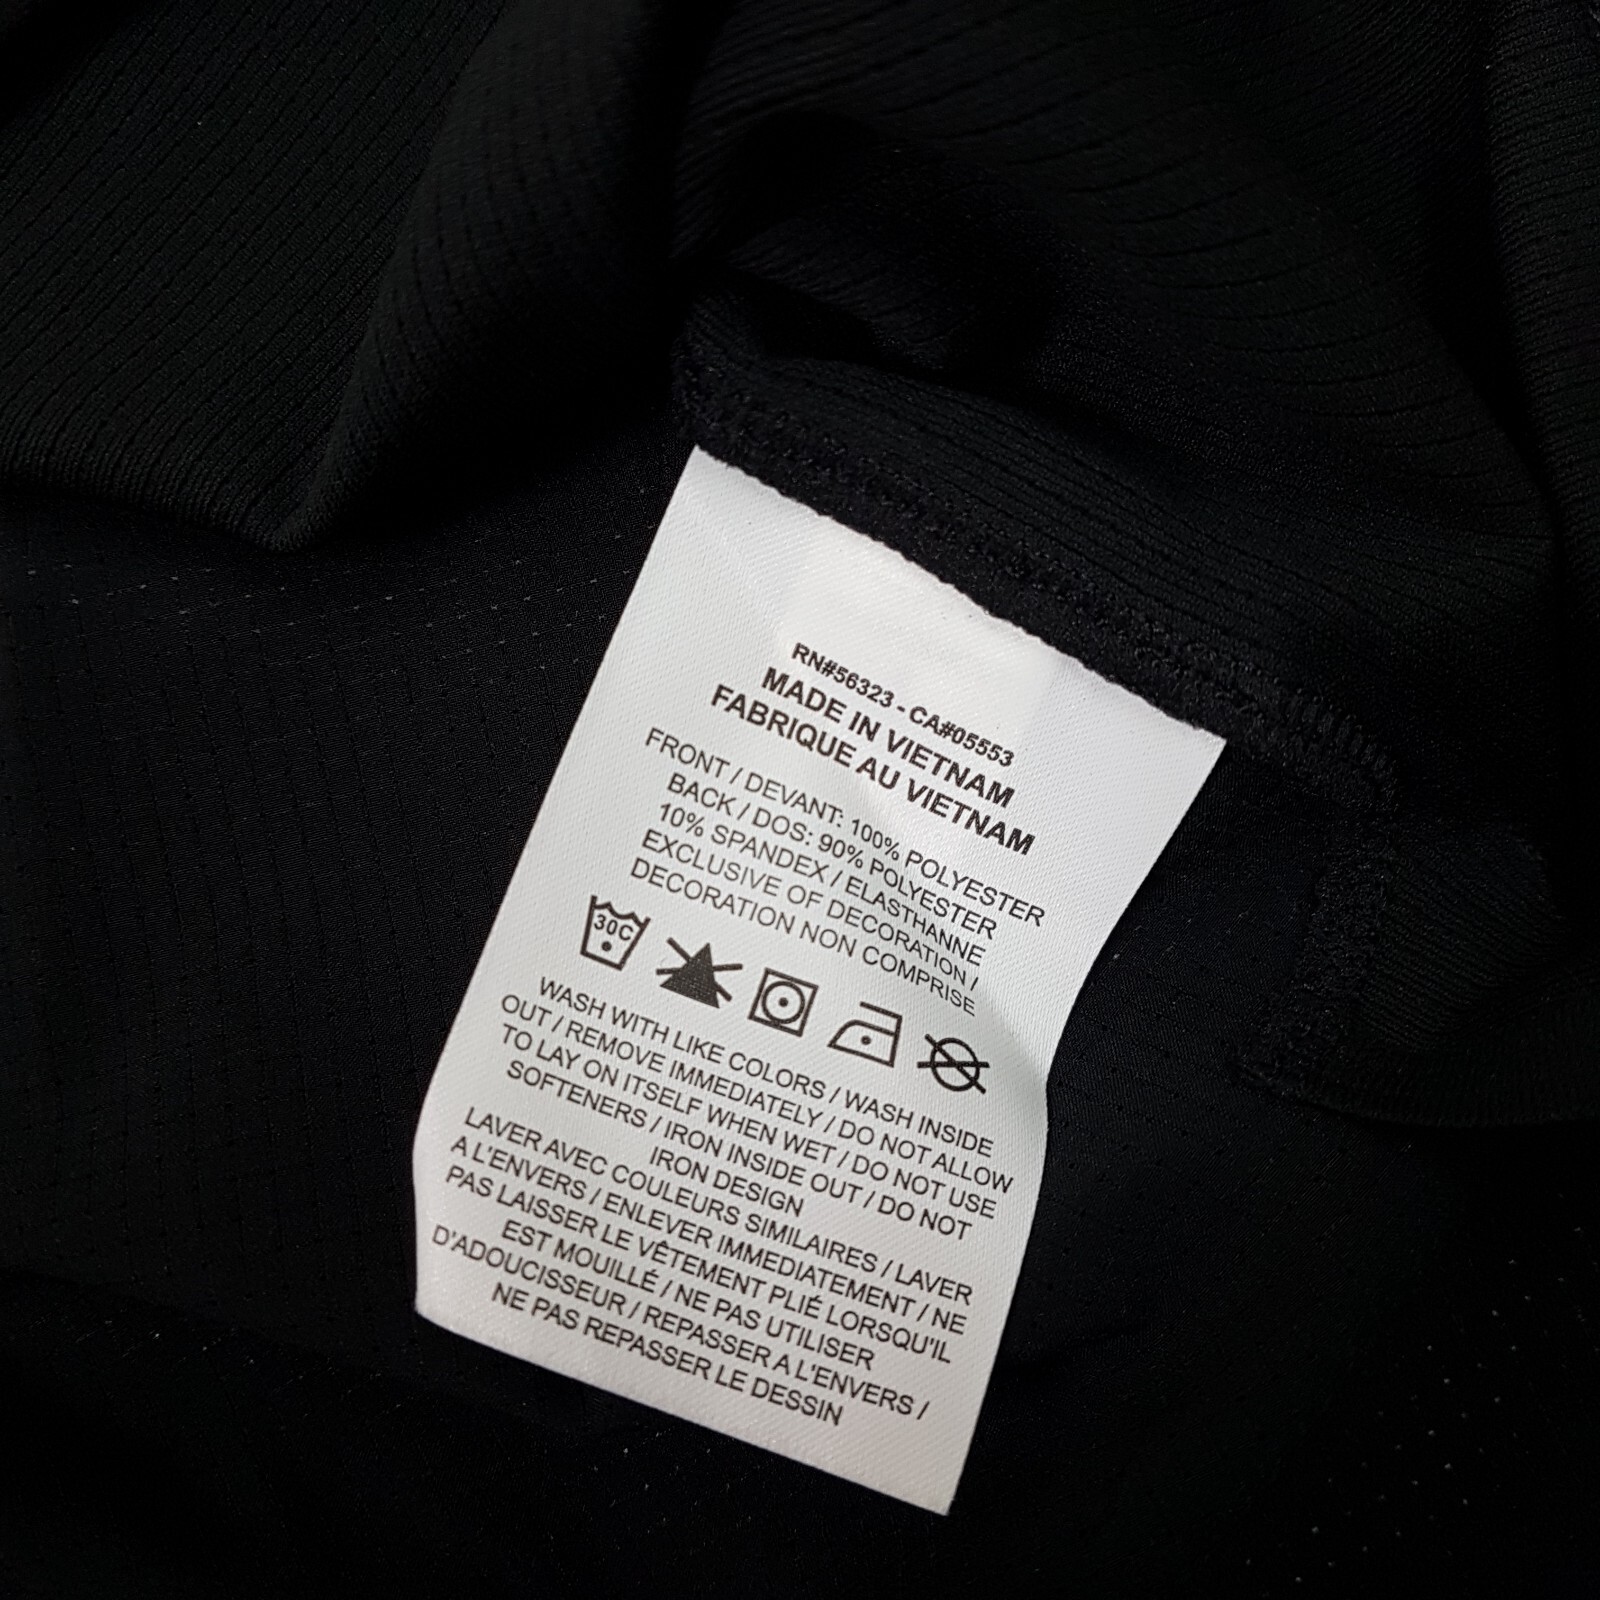 RN#56323 - CA#05553
MADE IN VIETNAM
FABRIQUE AU VIETNAM
FRONT / DEVANT: 100% POLYESTER
BACK / DOS: 90% POLYESTER
10% SPANDEX / ELASTHANNE
EXCLUSIVE OF DECORATION /
DECORATION NON COMPRISE
30C
WASH WITH LIKE COLORS / WASH INSIDE
OUT / REMOVE IMMEDIATELY / DO NOT ALLOW
TO LAY ON ITSELF WHEN WET / DO NOT USE
SOFTENERS / IRON INSIDE OUT / DO NOT
IRON DESIGN
LAVER AVEC COULEURS SIMILAIRES / LAVER
A L'ENVERS / ENLEVER IMMEDIATEMENT / NE
PAS LAISSER LE VÊTEMENT PLIÉ LORSQU'IL
EST MOUILLÉ / NE PAS UTILISER
D'ADOUCISSEUR / REPASSER A L'ENVERS /
NE PAS REPASSER LE DESSIN